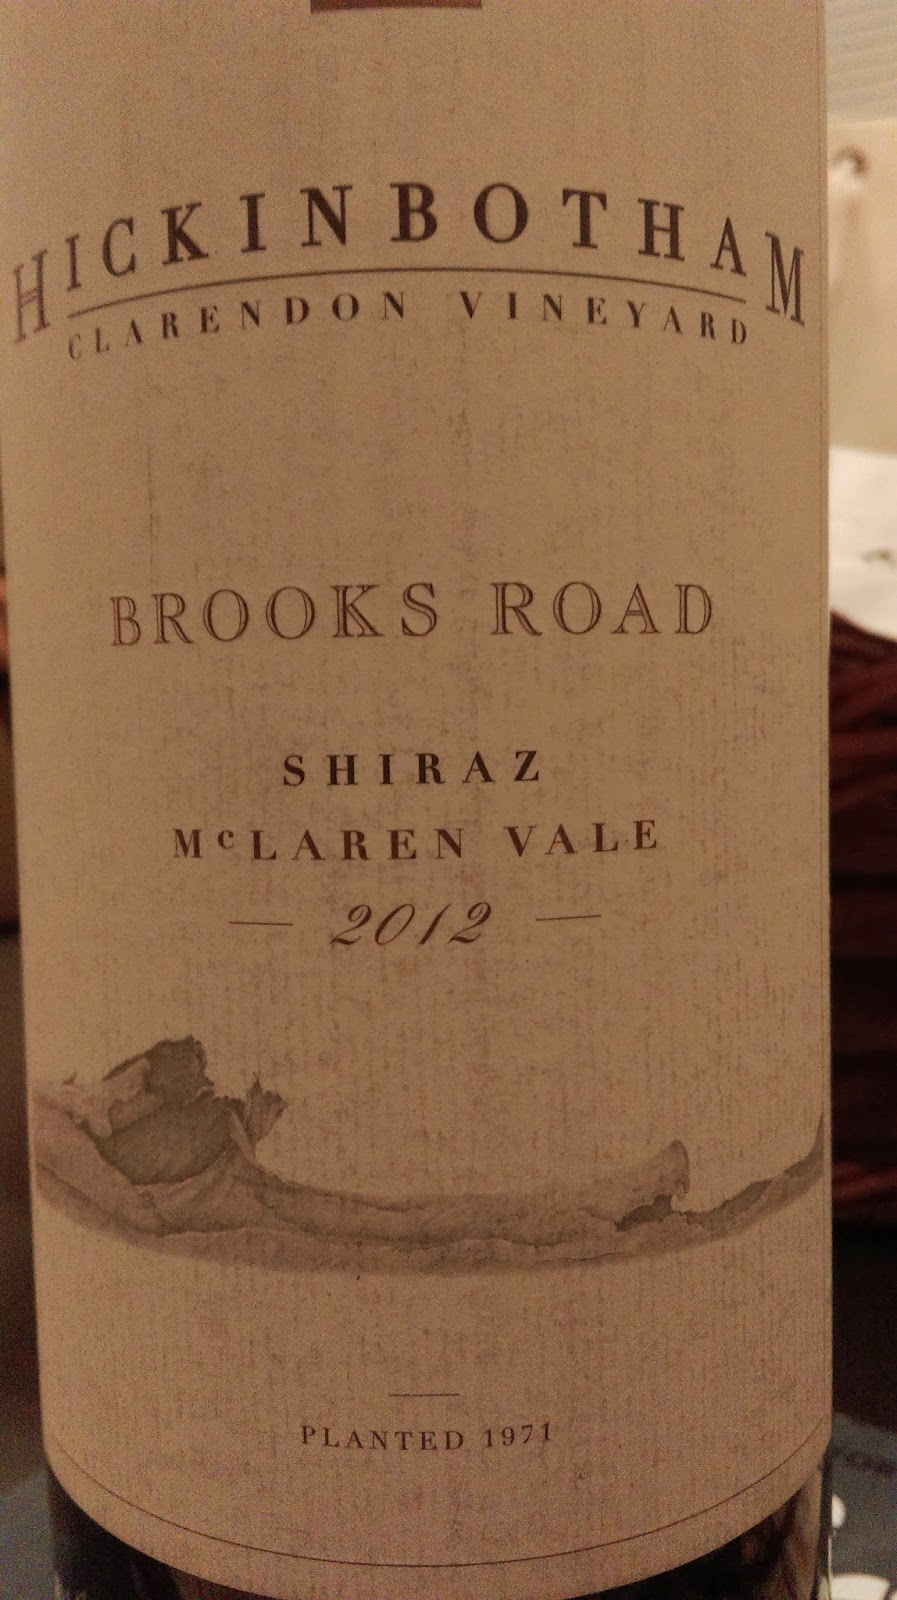 HICKINBOTHAM
CLARENDON VINEYARD
BROOKS ROAD
SHIRAZ
McLAREN VALE
2012
PLANTED 1971